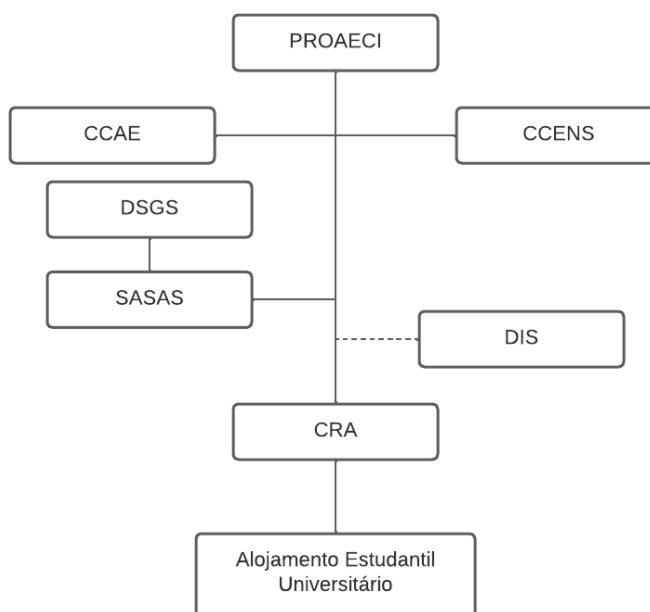 PROAECI
CCAE
CCENS
DSGS
SASAS
DIS
CRA
Alojamento Estudantil
Universitário